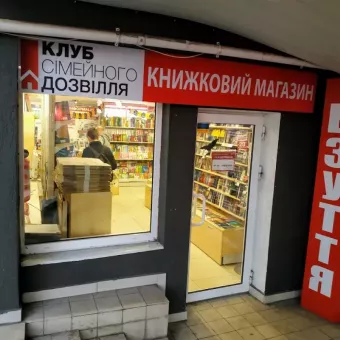 КЛУБ
СІМЕЙНОГО
ДОЗВІЛЛЯ
КНИЖКОВИЙ МАГАЗИН
ВЗУТТЯ